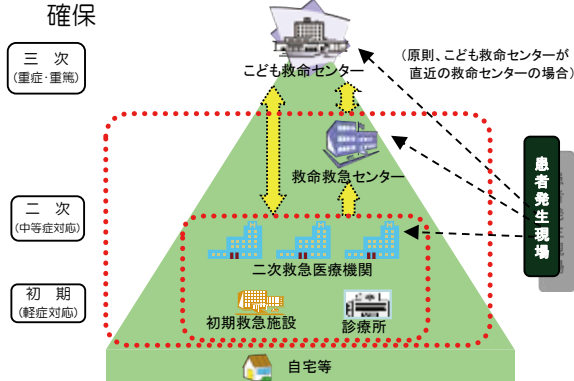 確保
三　次
(重症・重篤)
こども救命センター
(原則、こども救命センターが
直近の救命センターの場合)
救命救急センター
患者発生現場
二　次
(中等症対応)
二次救急医療機関
初　期
(軽症対応)
初期救急施設
診療所
自宅等